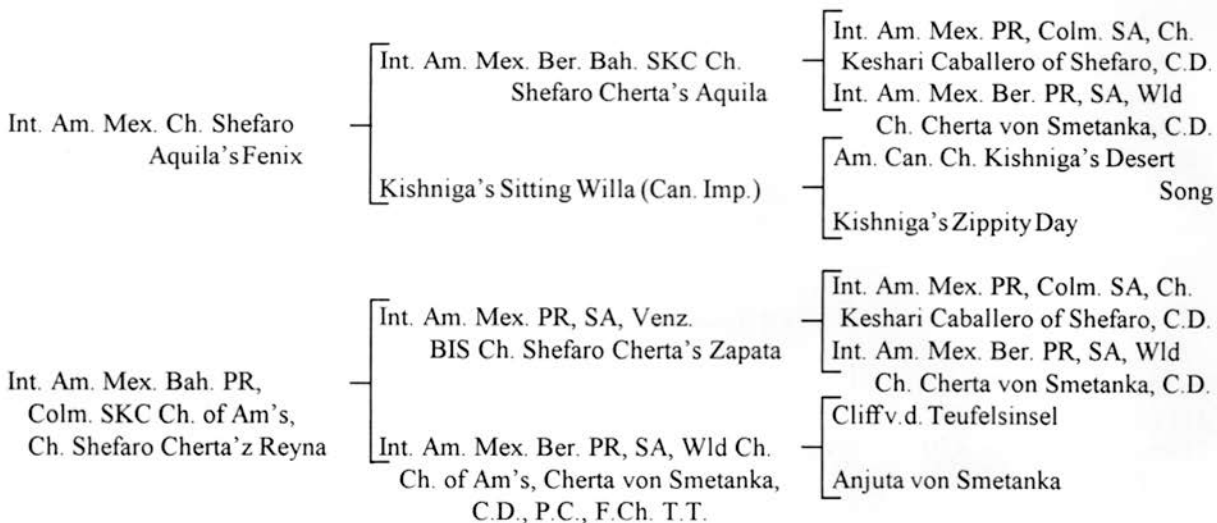 Int. Am. Mex. Ch. Shefaro
Aquila's Fenix
Int. Am. Mex. Ber. Bah. SKC Ch.
Shefaro Cherta's Aquila
Kishniga's Sitting Willa (Can. Imp.)
Int. Am. Mex. PR, Colm. SA, Ch.
Keshari Caballero of Shefaro, C.D.
Int. Am. Mex. Ber. PR, SA, Wld
Ch. Cherta von Smetanka, C.D.
Am. Can. Ch. Kishniga's Desert
Song
Kishniga's Zippity Day
Int. Am. Mex. Bah. PR,
Colm. SKC Ch. of Am's,
Ch. Shefaro Cherta'z Reyna
Int. Am. Mex. PR, SA, Venz.
BIS Ch. Shefaro Cherta's Zapata
Int. Am. Mex. Ber. PR, SA, Wld Ch.
Ch. of Am's, Cherta von Smetanka,
C.D., P.C., F.Ch. T.T.
Int. Am. Mex. PR, Colm. SA, Ch.
Keshari Caballero of Shefaro, C.D.
Int. Am. Mex. Ber. PR, SA, Wld
Ch. Cherta von Smetanka, C.D.
Cliff v.d. Teufelsinsel
Anjuta von Smetanka